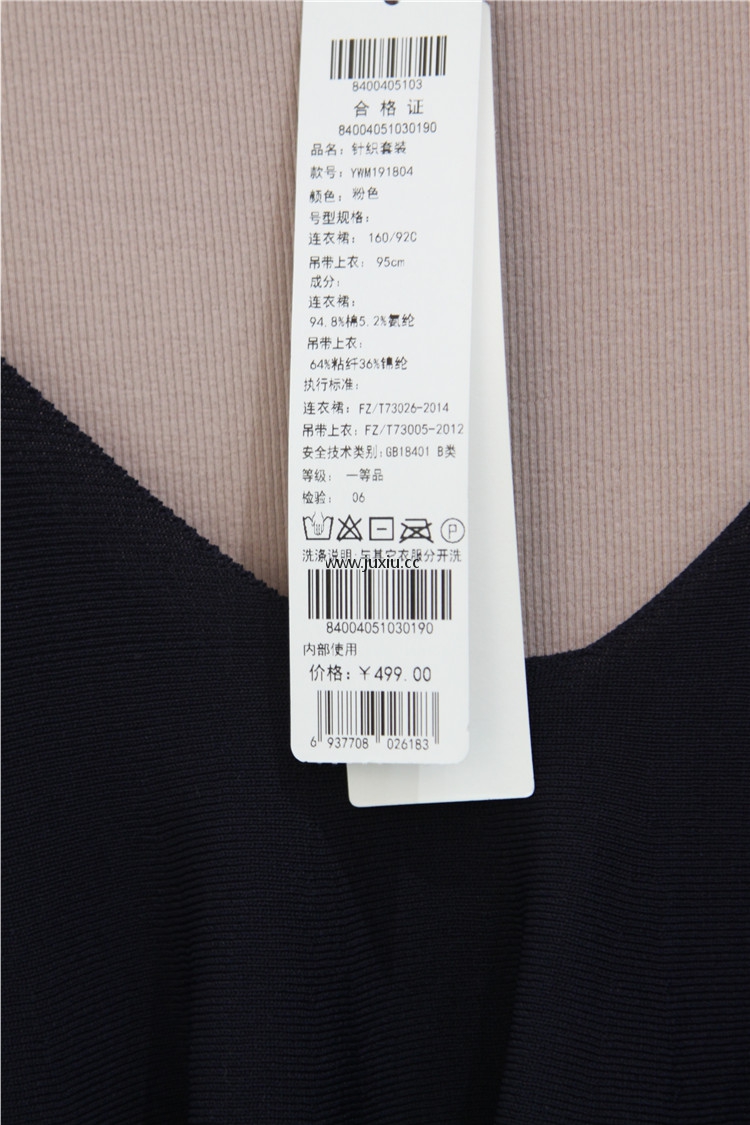 8400405103
合格证
84004051030190
品名：针织套装
款号：YWM191804
颜色：粉色
号型规格：
连衣裙：160/92C
吊带上衣：95cm
成分：
连衣裙：
94.8%棉5.2%氨纶
吊带上衣：
64%粘纤36%锦纶
执行标准：
连衣裙：FZ/T73026-2014
吊带上衣：FZ/T73005-2012
安全技术类别：GB18401 B类
等级：一等品
检验：06
P
洗涤说明：与其它衣服分开洗
www.juxiu.cc
84004051030190
内部使用
价格：￥499.00
6 937708 026183